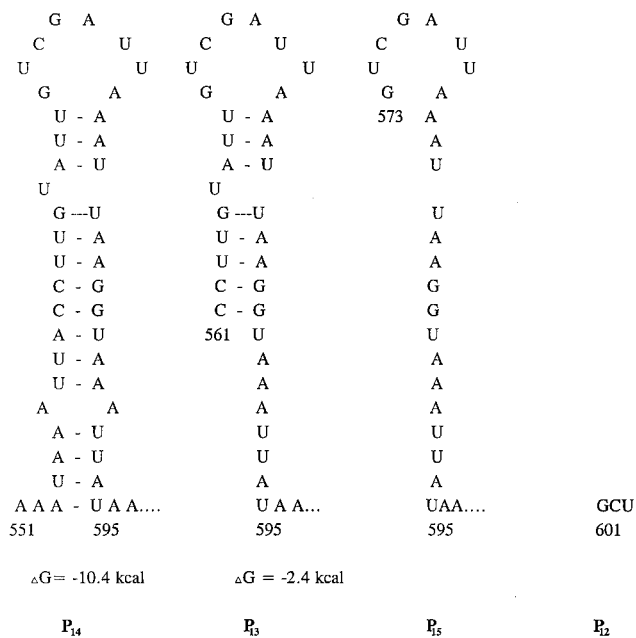 G A G A G A
C U C U C U
U U U U U U
G A G A G A
U - A U - A 573 A
U - A U - A A
A - U A - U U
U U
G ---U G ---U U
U - A U - A A
U - A U - A A
C - G C - G G
C - G C - G G
A - U 561 U U
U - A A A
U - A A A
A A A A
A - U U U
A - U U U
U - A A A
A A A - U A A.... U A A... UAA.... GCU
551 595 595 595 601
△G= -10.4 kcal △G = -2.4 kcal
P14 P13 P15 P12